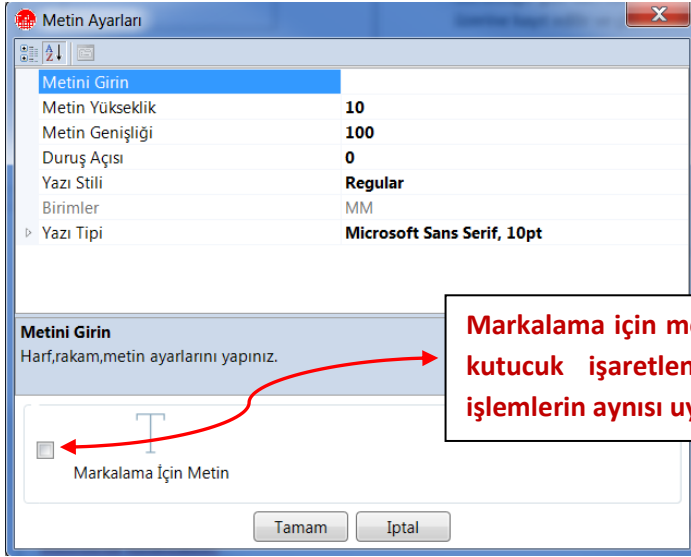 Metin Ayarları
Metini Girin
Metin Yükseklik 10
Metin Genişliği 100
Duruş Açısı 0
Yazı Stili Regular
Birimler MM
Yazı Tipi Microsoft Sans Serif, 10pt
Metini Girin
Harf,rakam,metin ayarlarını yapınız.
Markalama için
kutucuk
işlemlerin aynısı
Markalama İçin Metin
Tamam Iptal